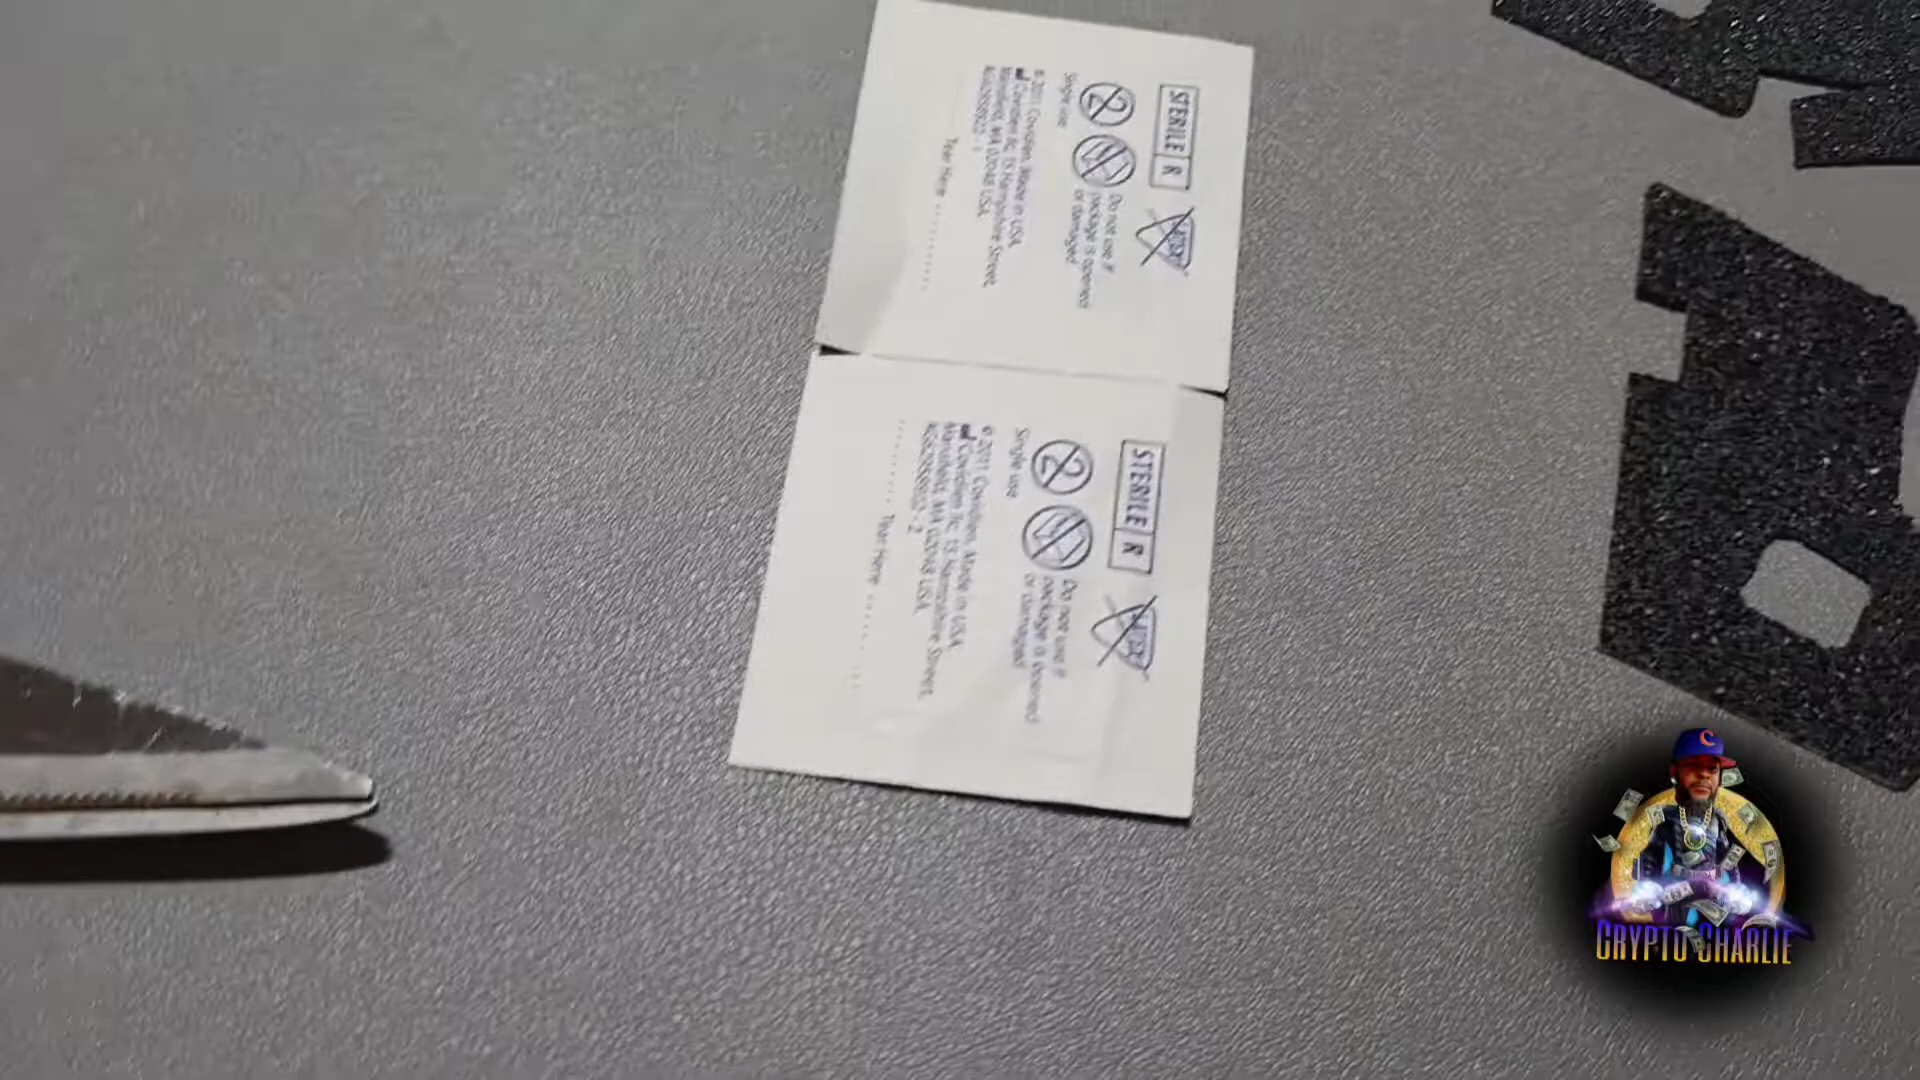 STERILE R
LATEX
Single use
Do not use if
package is opened
or damaged
© 2011 Covidien. Made in USA.
Covidien llc, 15 Hampshire Street,
Mansfield, MA 02048 USA.
Tear Here
STERILE R
LATEX
Single use
Do not use if
package is opened
or damaged
© 2011 Covidien. Made in USA.
Covidien llc, 15 Hampshire Street,
Mansfield, MA 02048 USA.
Tear Here
C
CRYPTO CHARLIE